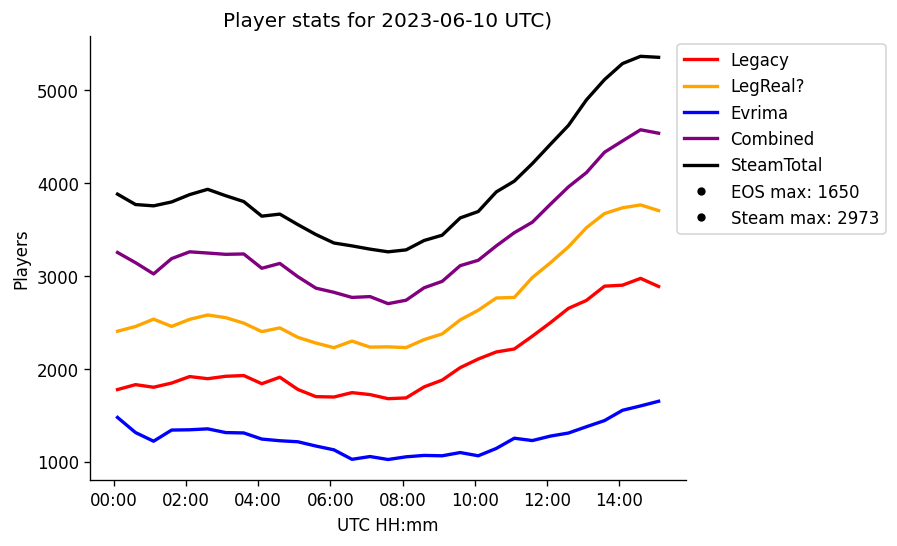 Player stats for 2023-06-10 UTC)
Players
5000
4000
3000
2000
1000
00:00 02:00 04:00 06:00 08:00 10:00 12:00 14:00
UTC HH:mm
Legacy
LegReal?
Evrima
Combined
SteamTotal
EOS max: 1650
Steam max: 2973